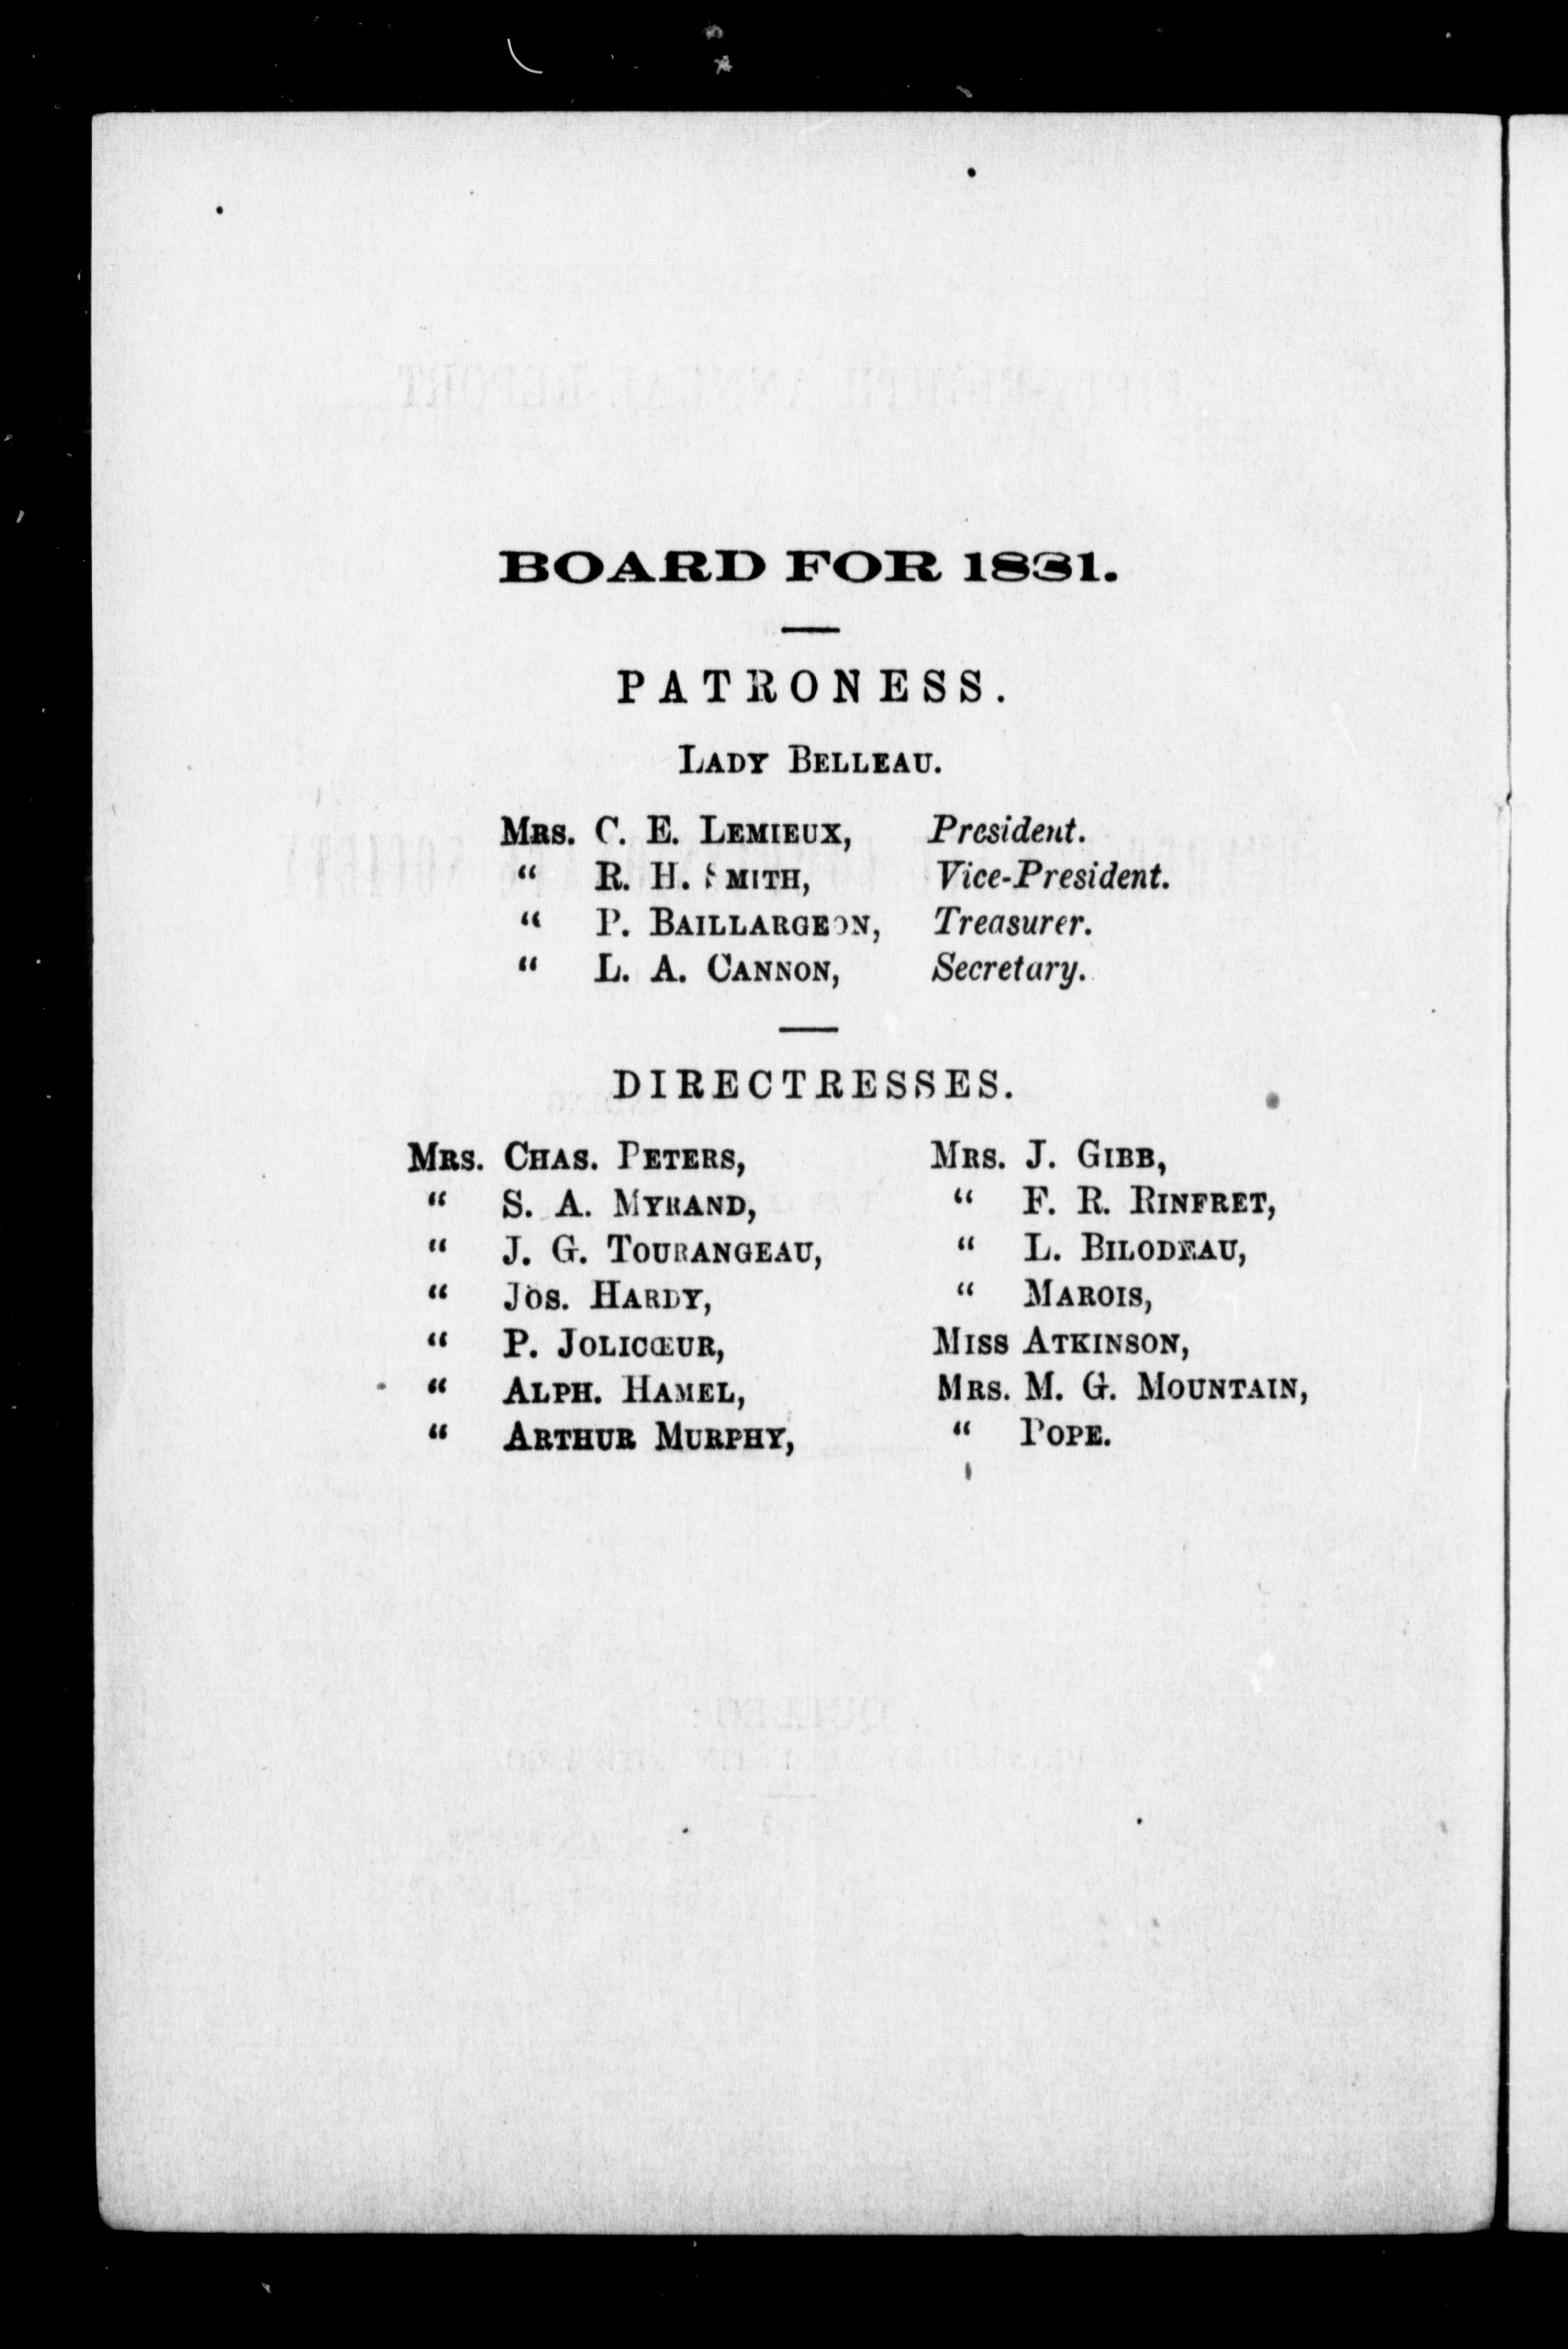 BOARD FOR 1831.
PATRONESS.
LADY BELLEAU.
MRS. C. E. LEMIEUX, President.
“ R. H. SMITH, Vice-President.
“ P. BAILLARGEON, Treasurer.
“ L. A. CANNON, Secretary.
DIRECTRESSES.
MRS. CHAS. PETERS,
“ S. A. MYRAND,
“ J. G. TOURANGEAU,
“ JOS. HARDY,
“ P. JOLICŒUR,
“ ALPH. HAMEL,
“ ARTHUR MURPHY,
MRS. J. GIBB,
“ F. R. RINFRET,
“ L. BILODEAU,
“ MAROIS,
MISS ATKINSON,
MRS. M. G. MOUNTAIN,
“ POPE.